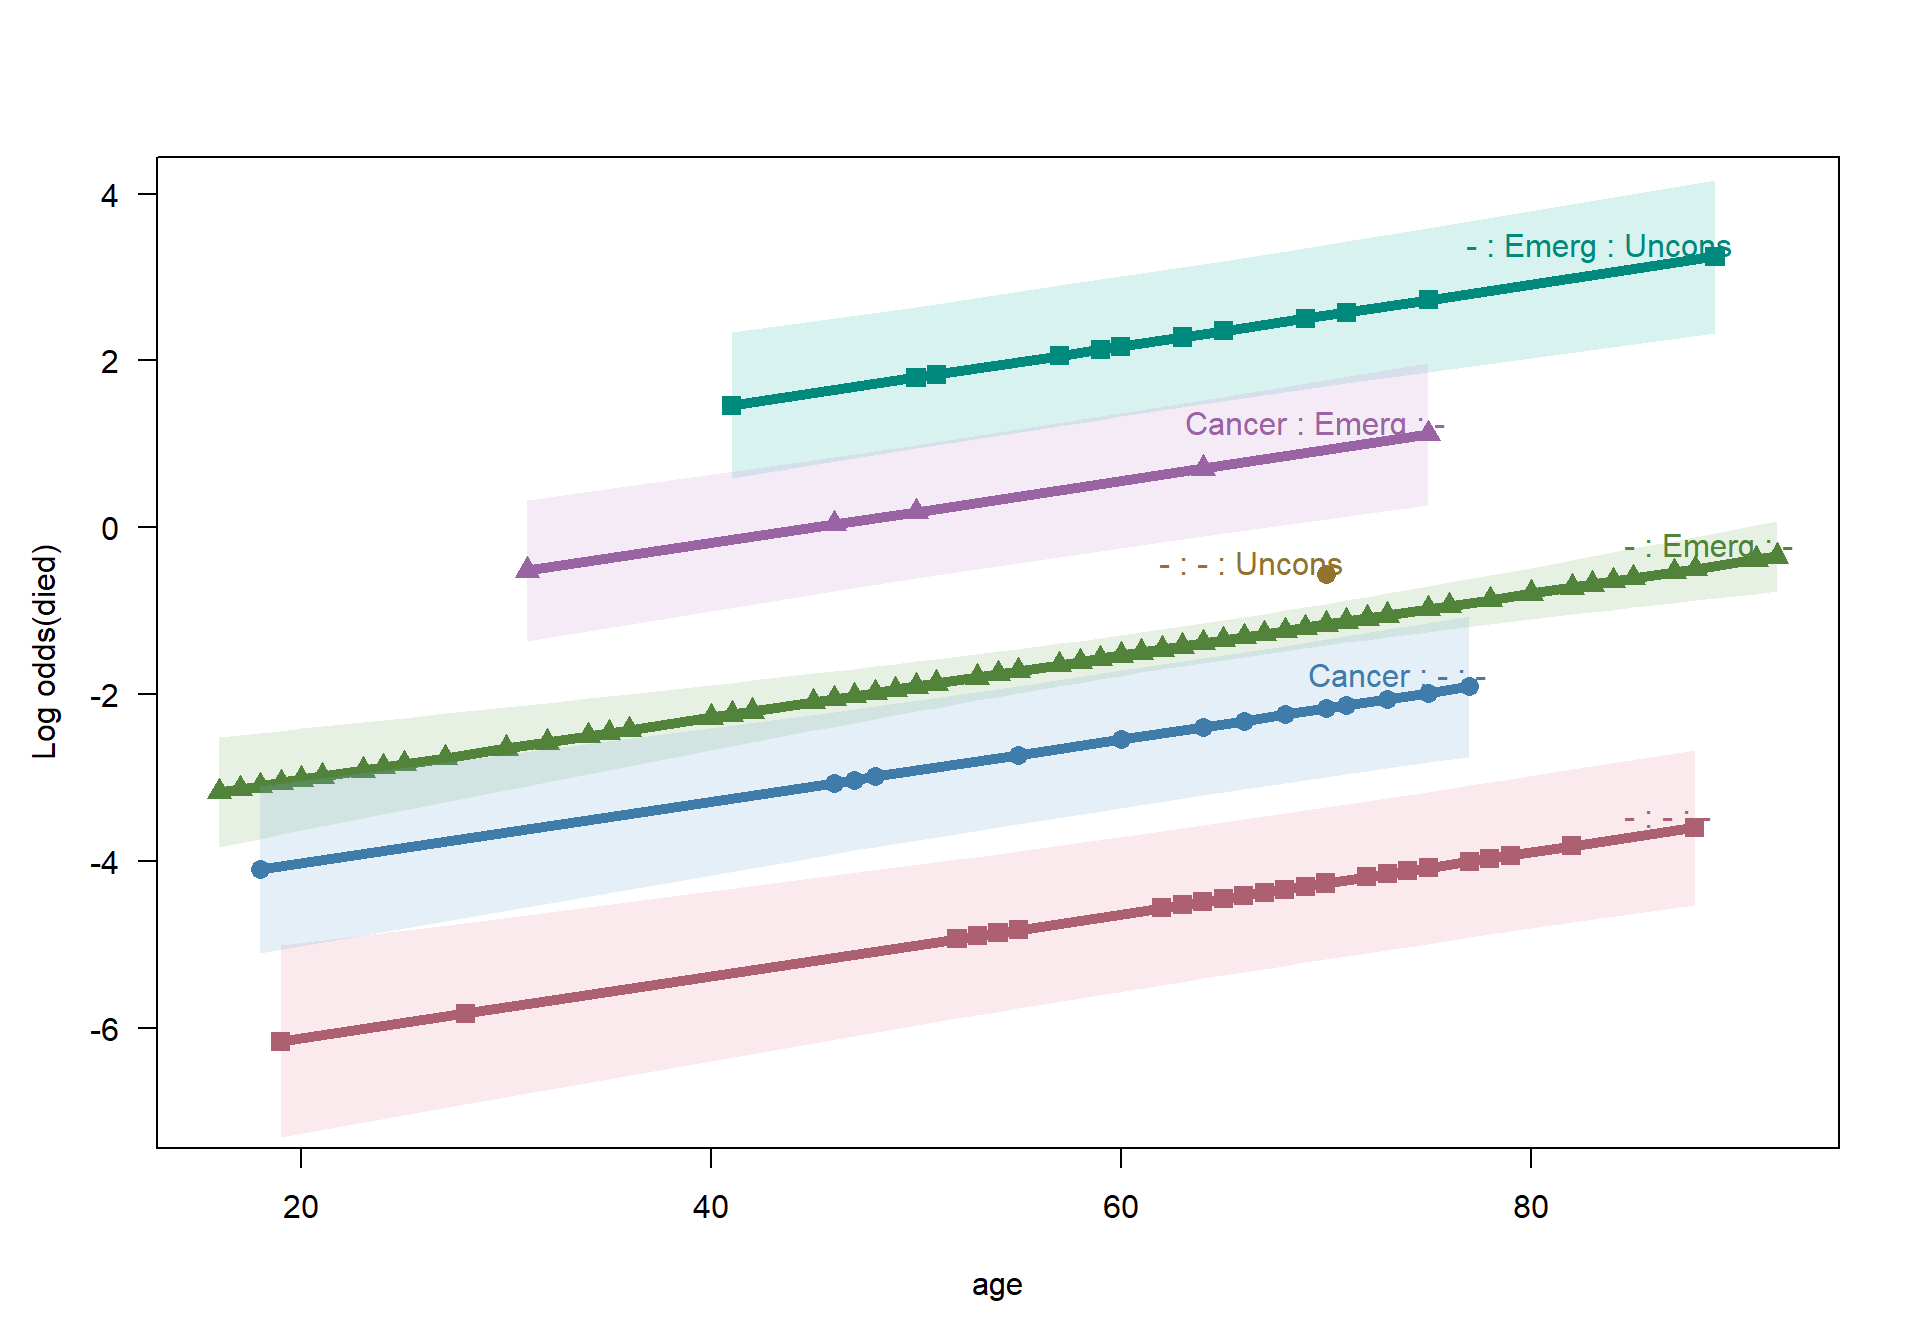 4
- : Emerg : Uncons
2
Cancer : Emerg : -
0
- : Emerg : -
- : - : Uncons
Log odds(died)
-2
Cancer : - : -
- : - : -
-4
-6
20 40 60 80
age